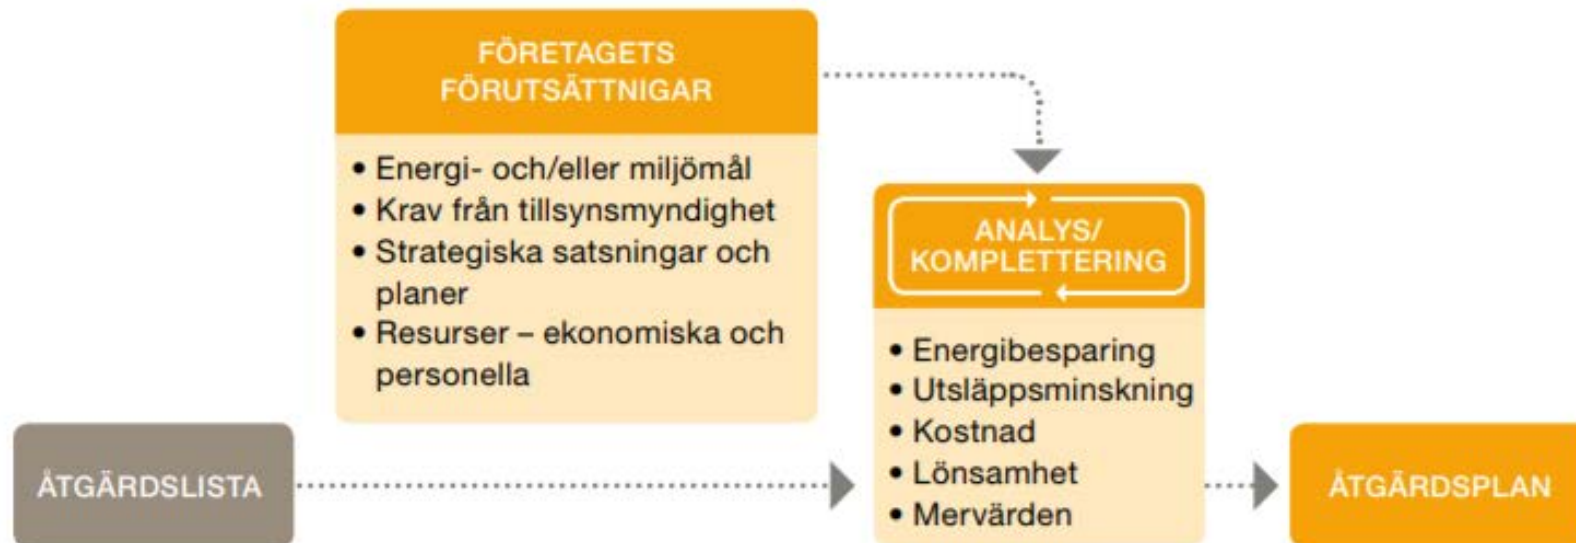 FÖRETAGETS
FÖRUTSÄTTNIGAR
• Energi- och/eller miljömål
• Krav från tillsynsmyndighet
• Strategiska satsningar och
planer
• Resurser – ekonomiska och
personella
ANALYS/
KOMPLETTERING
• Energibesparing
• Utsläppsminskning
• Kostnad
• Lönsamhet
• Mervärden
ÅTGÄRDSLISTA
ÅTGÄRDSPLAN